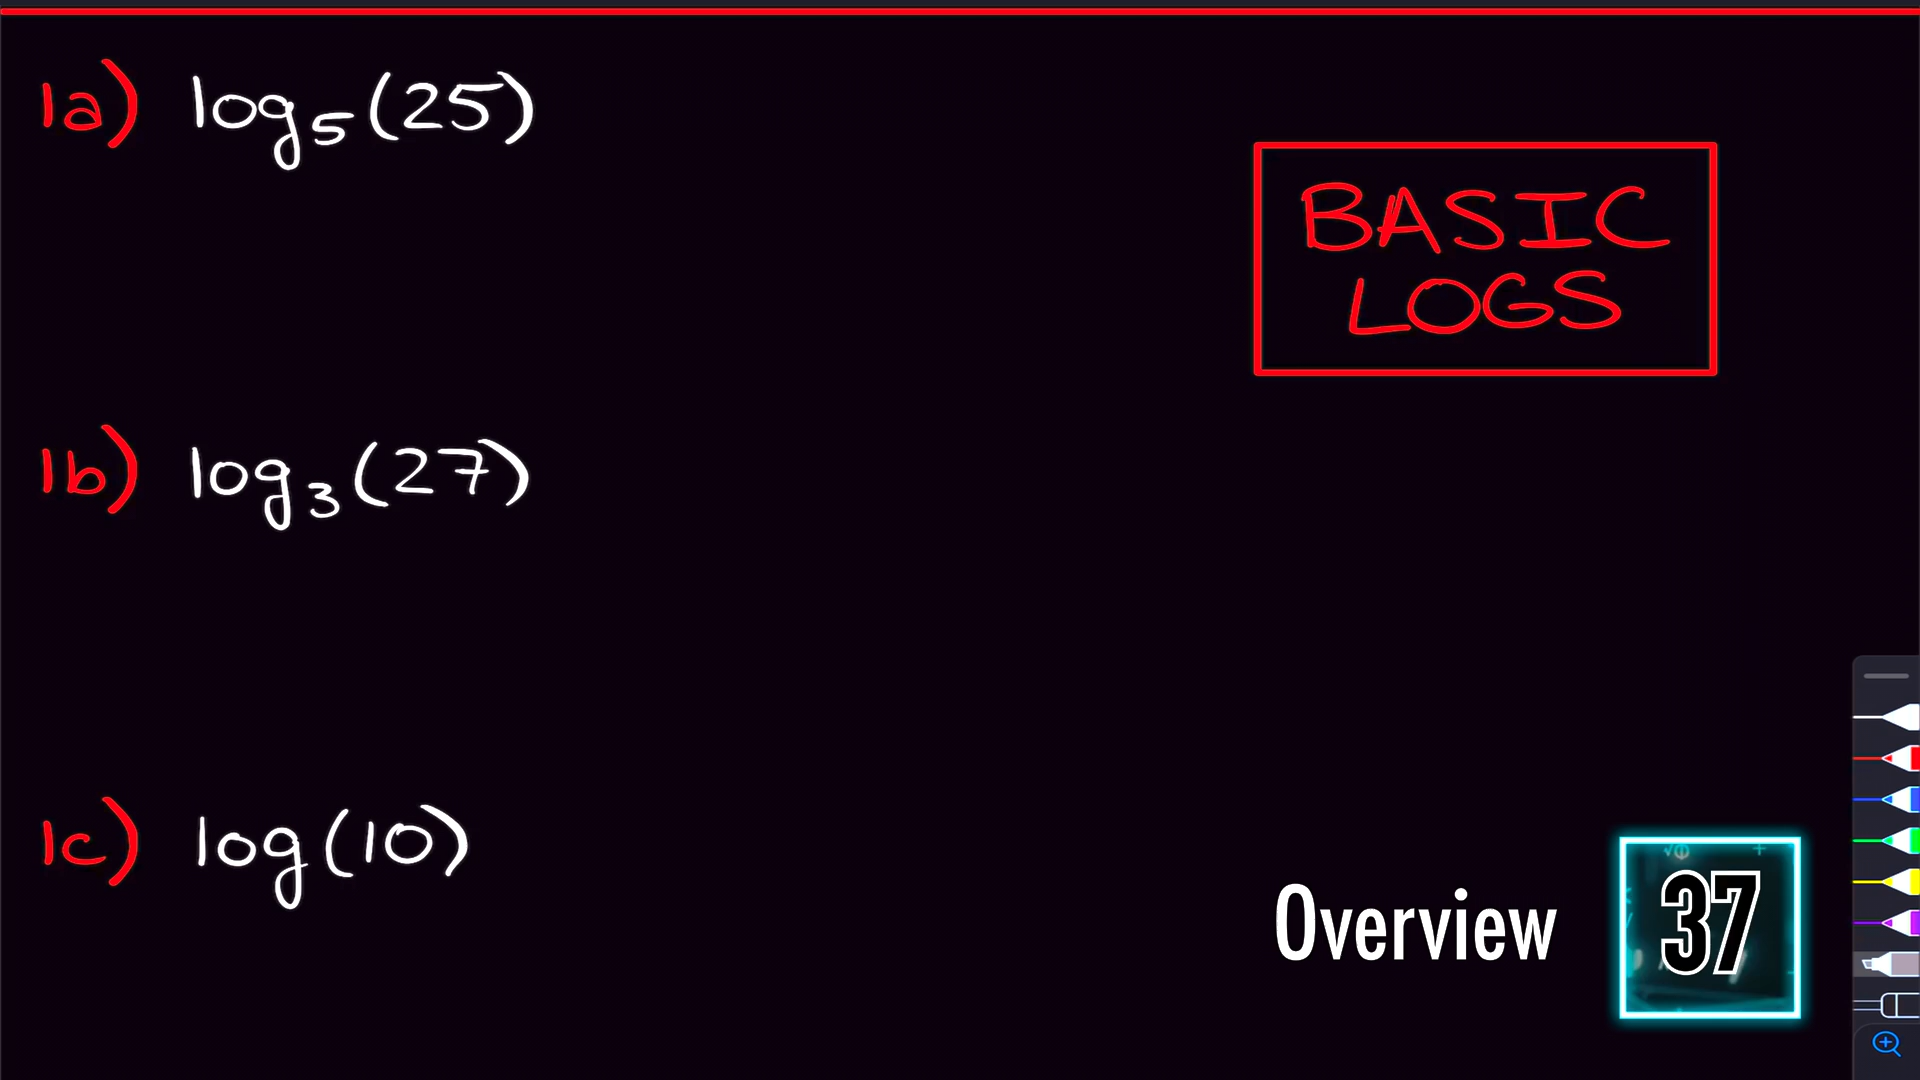 1a) log₅(25)
BASIC
LOGS
1b) log₃(27)
1c) log(10)
Overview 37